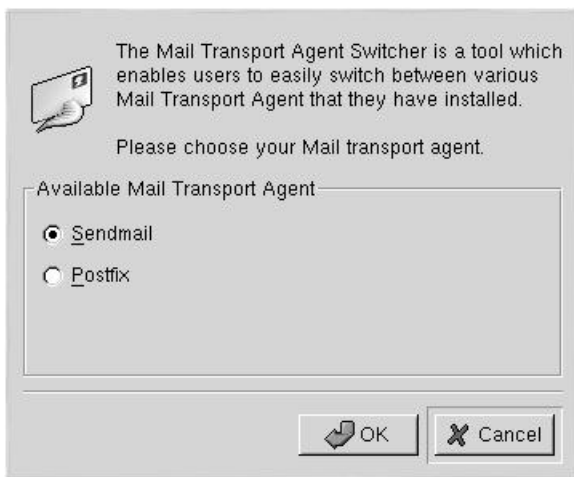 The Mail Transport Agent Switcher is a tool which
enables users to easily switch between various
Mail Transport Agent that they have installed.
Please choose your Mail transport agent.
Available Mail Transport Agent
Sendmail
Postfix
OK
Cancel